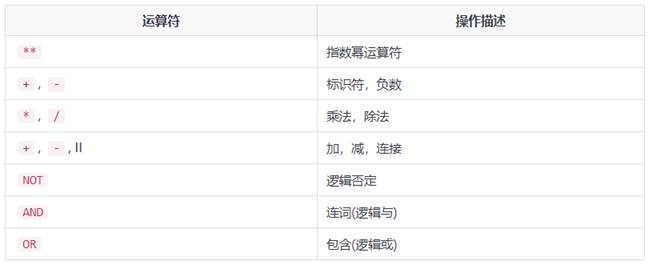 运算符 操作描述
** 指数幂运算符
+ , - 标识符，负数
* , / 乘法，除法
+ , - , II 加，减，连接
NOT 逻辑否定
AND 连词(逻辑与)
OR 包含(逻辑或)